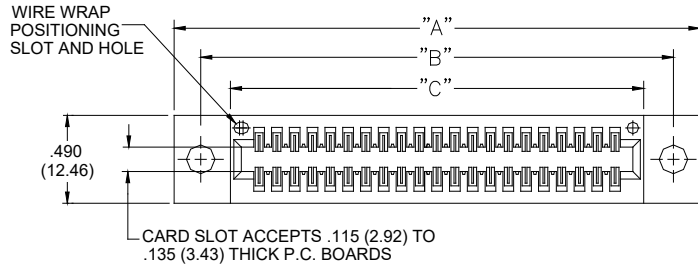 WIRE WRAP
POSITIONING
SLOT AND HOLE
"A"
"B"
"C"
.490
(12.46)
CARD SLOT ACCEPTS .115 (2.92) TO
.135 (3.43) THICK P.C. BOARDS